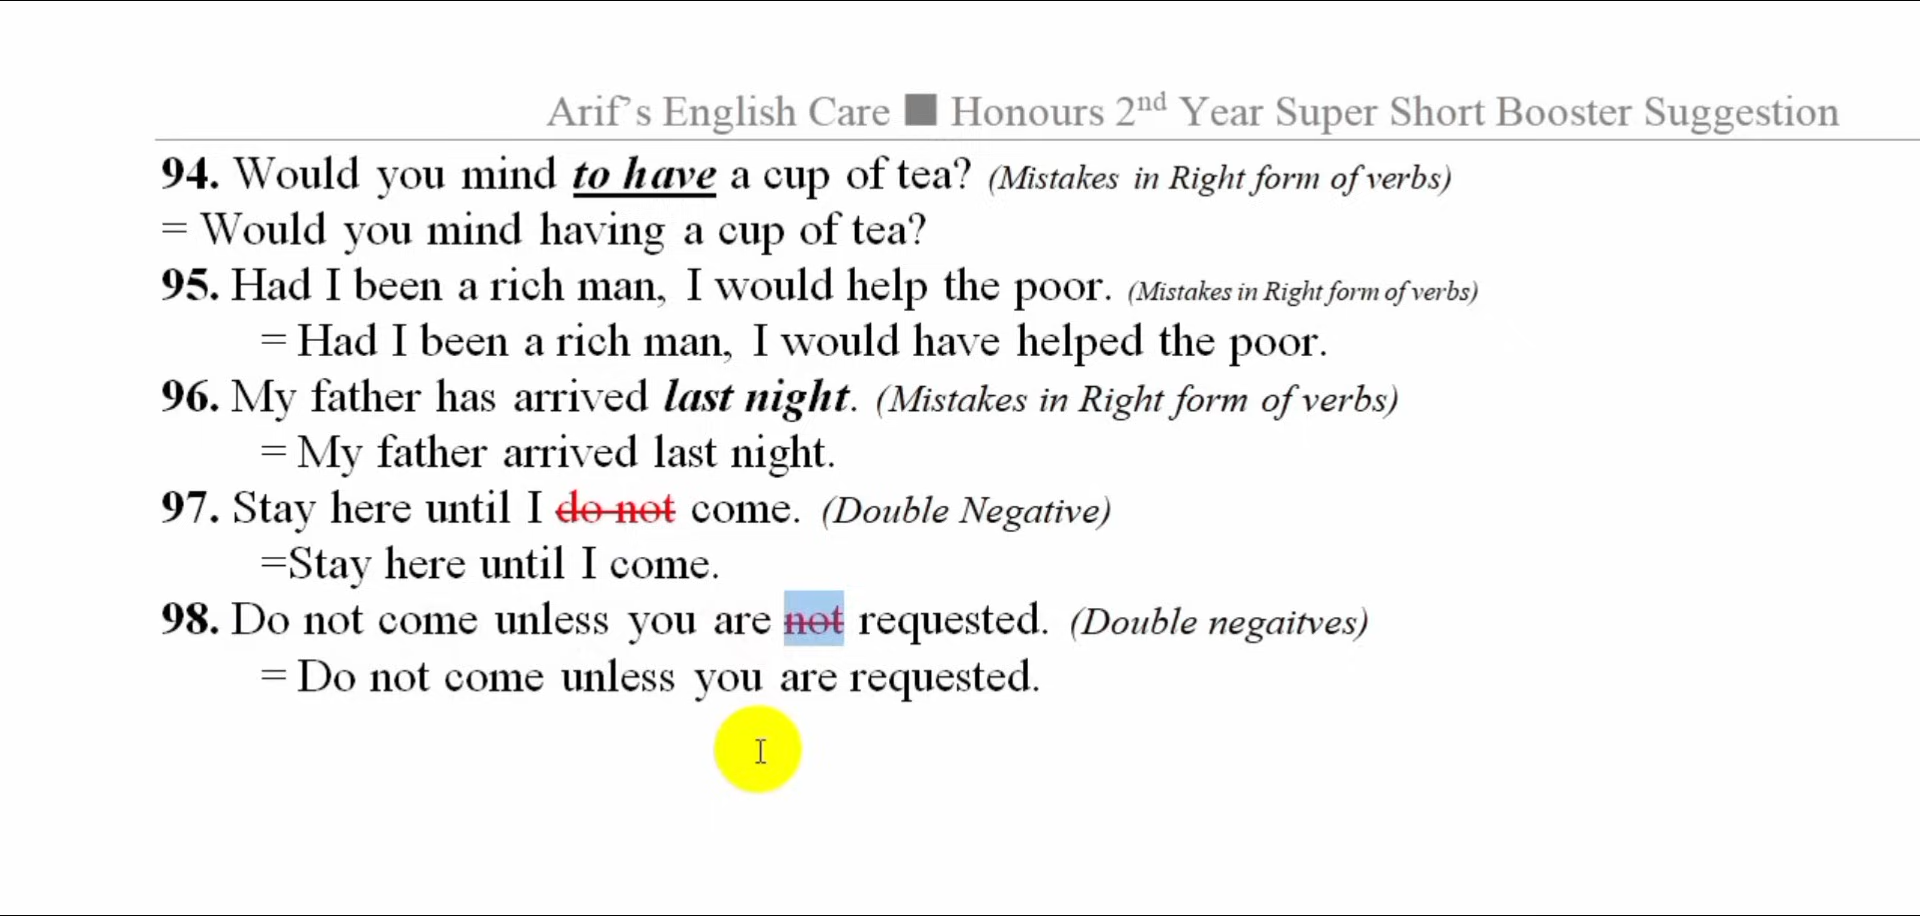 Arif’s English Care ■ Honours 2nd Year Super Short Booster Suggestion
94. Would you mind to have a cup of tea? (Mistakes in Right form of verbs)
= Would you mind having a cup of tea?
95. Had I been a rich man, I would help the poor. (Mistakes in Right form of verbs)
= Had I been a rich man, I would have helped the poor.
96. My father has arrived last night. (Mistakes in Right form of verbs)
= My father arrived last night.
97. Stay here until I do not come. (Double Negative)
=Stay here until I come.
98. Do not come unless you are not requested. (Double negaitves)
= Do not come unless you are requested.